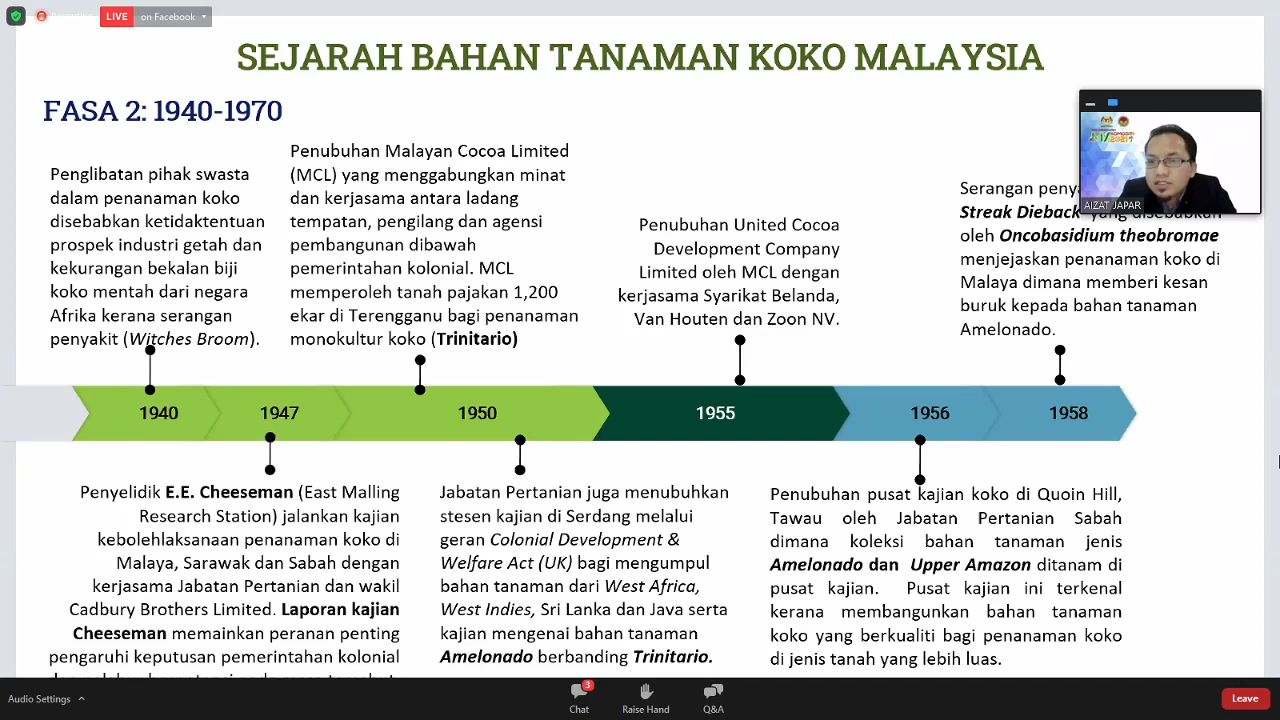 LIVE on Facebook
SEJARAH BAHAN TANAMAN KOKO MALAYSIA
FASA 2: 1940-1970
Penglibatan pihak swasta
dalam penanaman koko
disebabkan ketidaktentuan
prospek industri getah dan
kekurangan bekalan biji
koko mentah dari negara
Afrika kerana serangan
penyakit (Witches Broom).
Penubuhan Malayan Cocoa Limited
(MCL) yang menggabungkan minat
dan kerjasama antara ladang
tempatan, pengilang dan agensi
pembangunan dibawah
pemerintahan kolonial. MCL
memperoleh tanah pajakan 1,200
ekar di Terengganu bagi penanaman
monokultur koko (Trinitario)
Penubuhan United Cocoa
Development Company
Limited oleh MCL dengan
kerjasama Syarikat Belanda,
Van Houten dan Zoon NV.
AIZAT JAPAR
Serangan
Streak Dieback yang disebabkan
oleh Oncobasidium theobromae
menjejaskan penanaman koko di
Malaya dimana memberi kesan
buruk kepada bahan tanaman
Amelonado.
1940
1947
1950
1955
1956
1958
Penyelidik E.E. Cheeseman (East Malling
Research Station) jalankan kajian
kebolehlaksanaan penanaman koko di
Malaya, Sarawak dan Sabah dengan
kerjasama Jabatan Pertanian dan wakil
Cadbury Brothers Limited. Laporan kajian
Cheeseman memainkan peranan penting
pengaruhi keputusan pemerintahan kolonial
Jabatan Pertanian juga menubuhkan
stesen kajian di Serdang melalui
geran Colonial Development &
Welfare Act (UK) bagi mengumpul
bahan tanaman dari West Africa,
West Indies, Sri Lanka dan Java serta
kajian mengenai bahan tanaman
Amelonado berbanding Trinitario.
Penubuhan pusat kajian koko di Quoin Hill,
Tawau oleh Jabatan Pertanian Sabah
dimana koleksi bahan tanaman jenis
Amelonado dan Upper Amazon ditanam di
pusat kajian. Pusat kajian ini terkenal
kerana membangunkan bahan tanaman
koko yang berkualiti bagi penanaman koko
di jenis tanah yang lebih luas.
Audio Settings
3
Chat
Raise Hand
Q&A
Leave